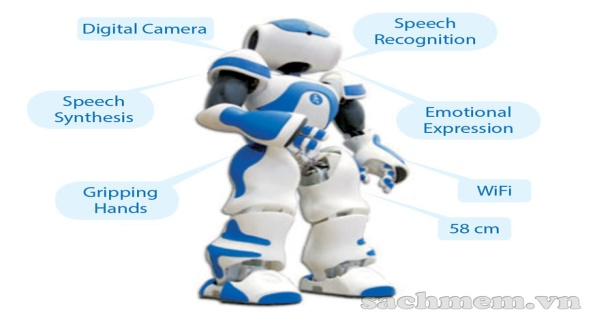 Digital Camera
Speech
Recognition
Speech
Synthesis
Emotional
Expression
Gripping
Hands
WiFi
58 cm
sachmem.vn